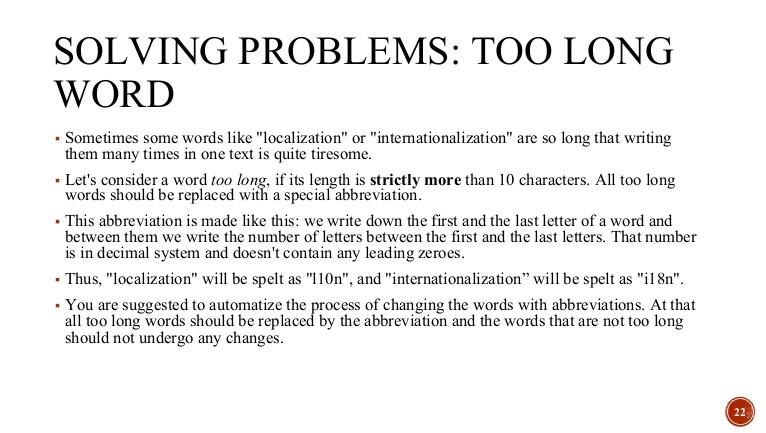 SOLVING PROBLEMS: TOO LONG
WORD
▪ Sometimes some words like "localization" or "internationalization" are so long that writing
them many times in one text is quite tiresome.
▪ Let's consider a word too long, if its length is strictly more than 10 characters. All too long
words should be replaced with a special abbreviation.
▪ This abbreviation is made like this: we write down the first and the last letter of a word and
between them we write the number of letters between the first and the last letters. That number
is in decimal system and doesn't contain any leading zeroes.
▪ Thus, "localization" will be spelt as "l10n", and "internationalization” will be spelt as "i18n".
▪ You are suggested to automatize the process of changing the words with abbreviations. At that
all too long words should be replaced by the abbreviation and the words that are not too long
should not undergo any changes.
22